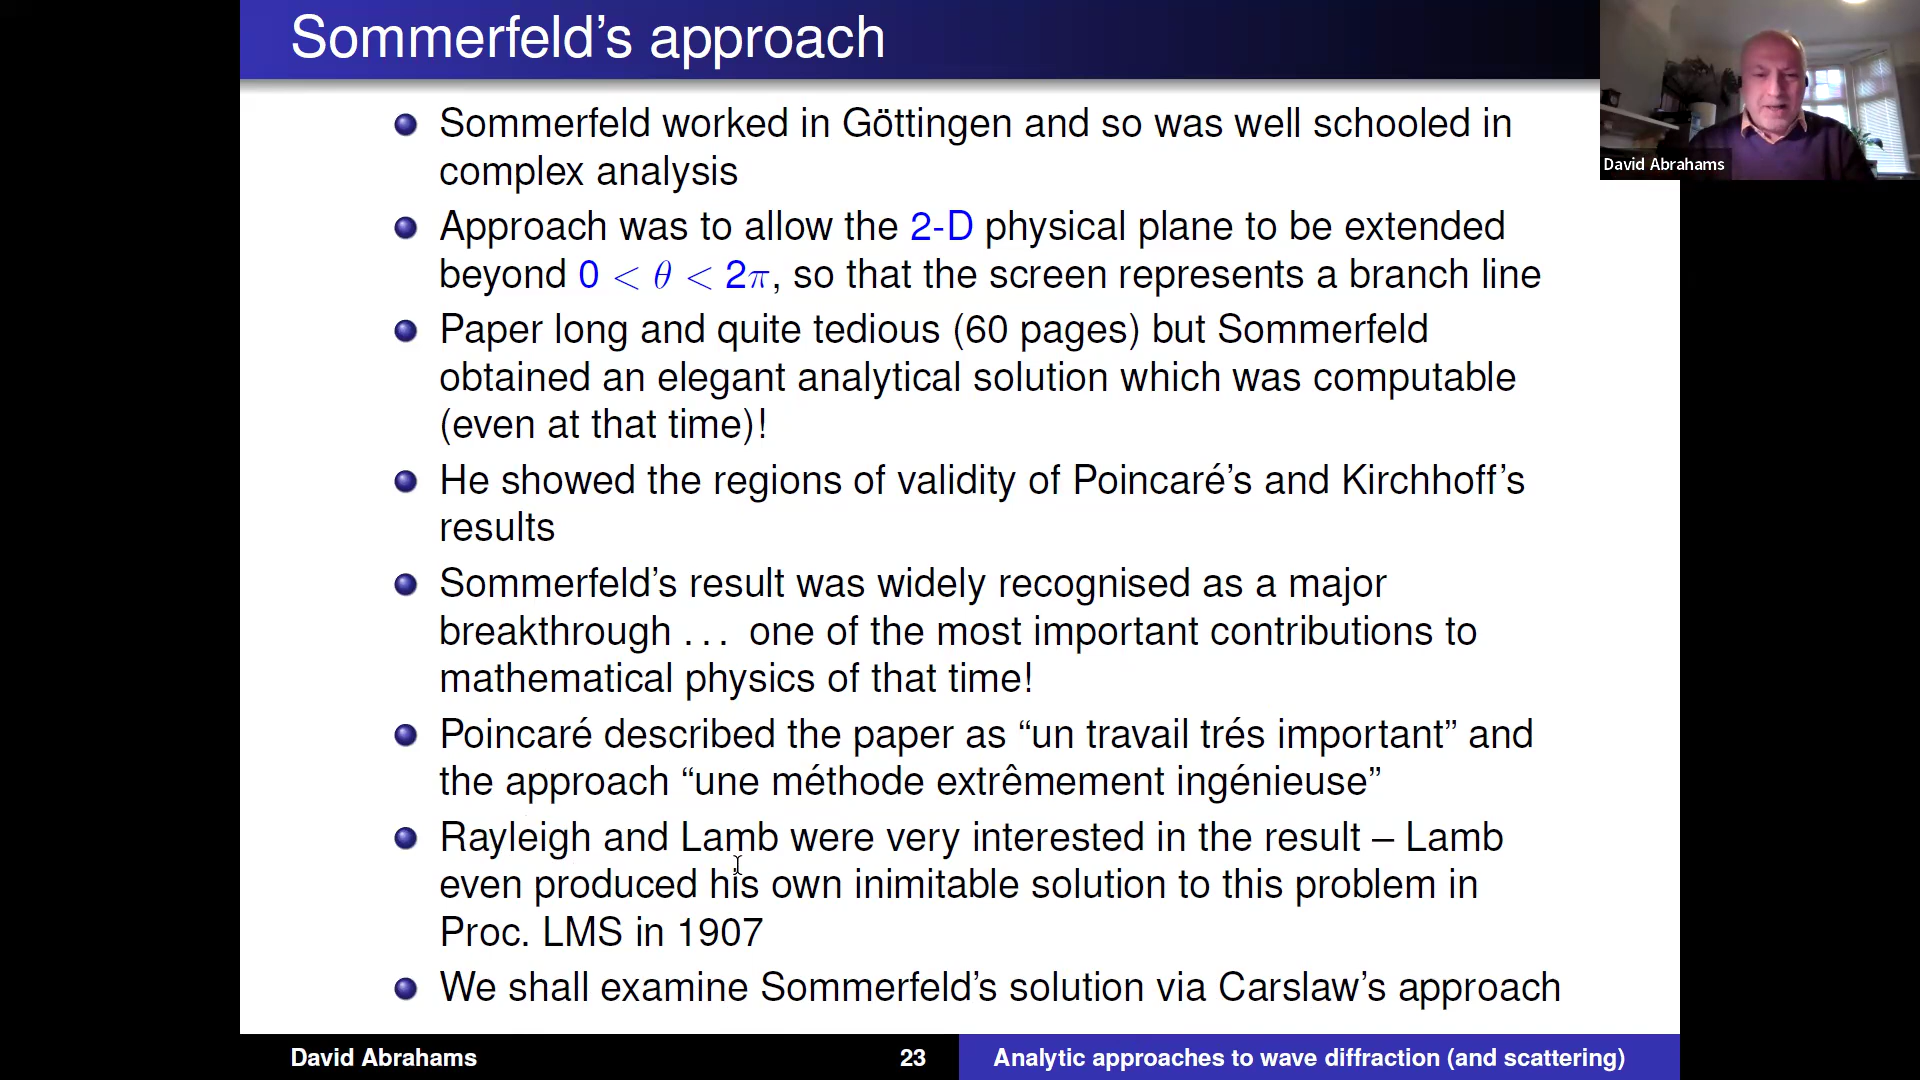 Sommerfeld's approach
David Abrahams
Sommerfeld worked in Göttingen and so was well schooled in
complex analysis
Approach was to allow the 2-D physical plane to be extended
beyond 0 < θ < 2π, so that the screen represents a branch line
Paper long and quite tedious (60 pages) but Sommerfeld
obtained an elegant analytical solution which was computable
(even at that time)!
He showed the regions of validity of Poincaré's and Kirchhoff's
results
Sommerfeld's result was widely recognised as a major
breakthrough ... one of the most important contributions to
mathematical physics of that time!
Poincaré described the paper as “un travail trés important” and
the approach “une méthode extrêmement ingénieuse”
Rayleigh and Lamb were very interested in the result – Lamb
even produced his own inimitable solution to this problem in
Proc. LMS in 1907
We shall examine Sommerfeld's solution via Carslaw's approach
David Abrahams 23 Analytic approaches to wave diffraction (and scattering)